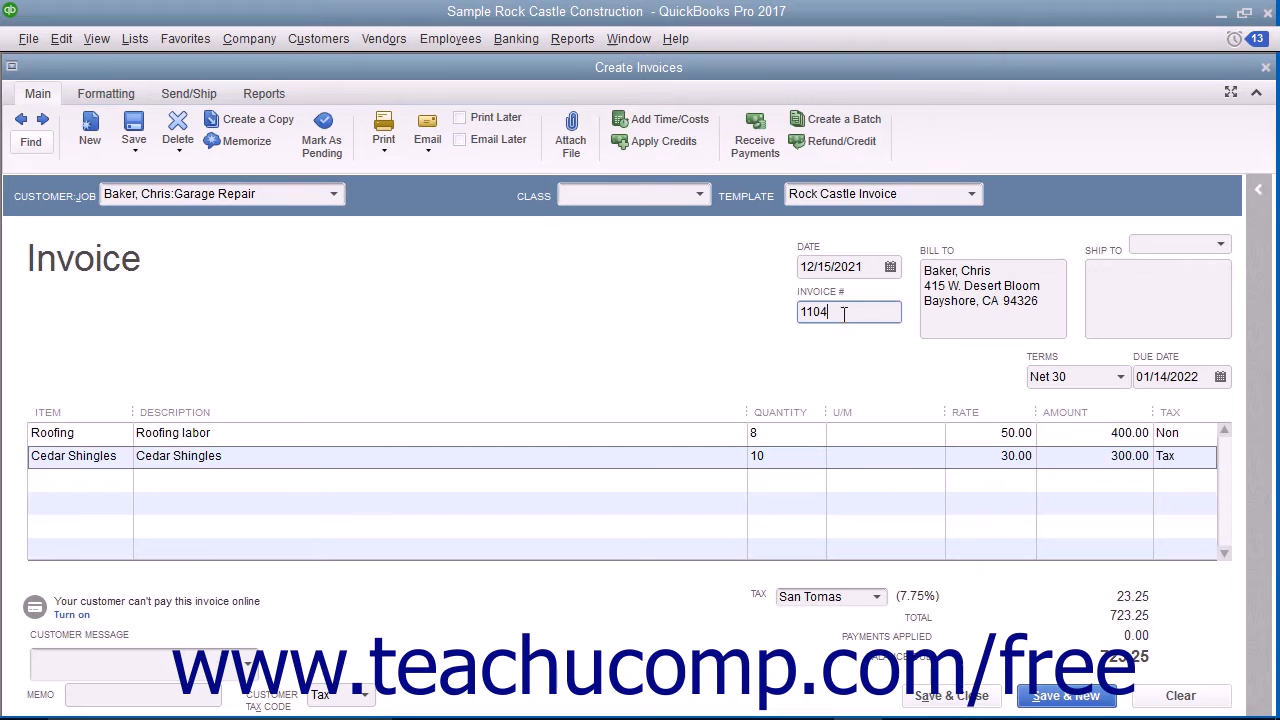 qb
Sample Rock Castle Construction - QuickBooks Pro 2017
File Edit View Lists Favorites Company Customers Vendors Employees Banking Reports Window Help
13
Create Invoices
Main Formatting Send/Ship Reports
Find
New
Save
Delete
Create a Copy
Memorize
Mark As
Pending
Print
Email
Print Later
Email Later
Attach
File
Add Time/Costs
Apply Credits
Receive
Payments
Create a Batch
Refund/Credit
CUSTOMER:JOB Baker, Chris:Garage Repair CLASS TEMPLATE Rock Castle Invoice
Invoice
DATE
12/15/2021
INVOICE #
1104
BILL TO
Baker, Chris
415 W. Desert Bloom
Bayshore, CA 94326
SHIP TO
TERMS
Net 30
DUE DATE
01/14/2022
ITEM DESCRIPTION QUANTITY U/M RATE AMOUNT TAX
Roofing Roofing labor 8 50.00 400.00 Non
Cedar Shingles Cedar Shingles 10 30.00 300.00 Tax
Your customer can't pay this invoice online
Turn on
TAX San Tomas (7.75%) 23.25
TOTAL 723.25
PAYMENTS APPLIED 0.00
723.25
CUSTOMER MESSAGE
www.teachucomp.com/free
MEMO
CUSTOMER
TAX CODE
Tax
Save & Close Save & New Clear